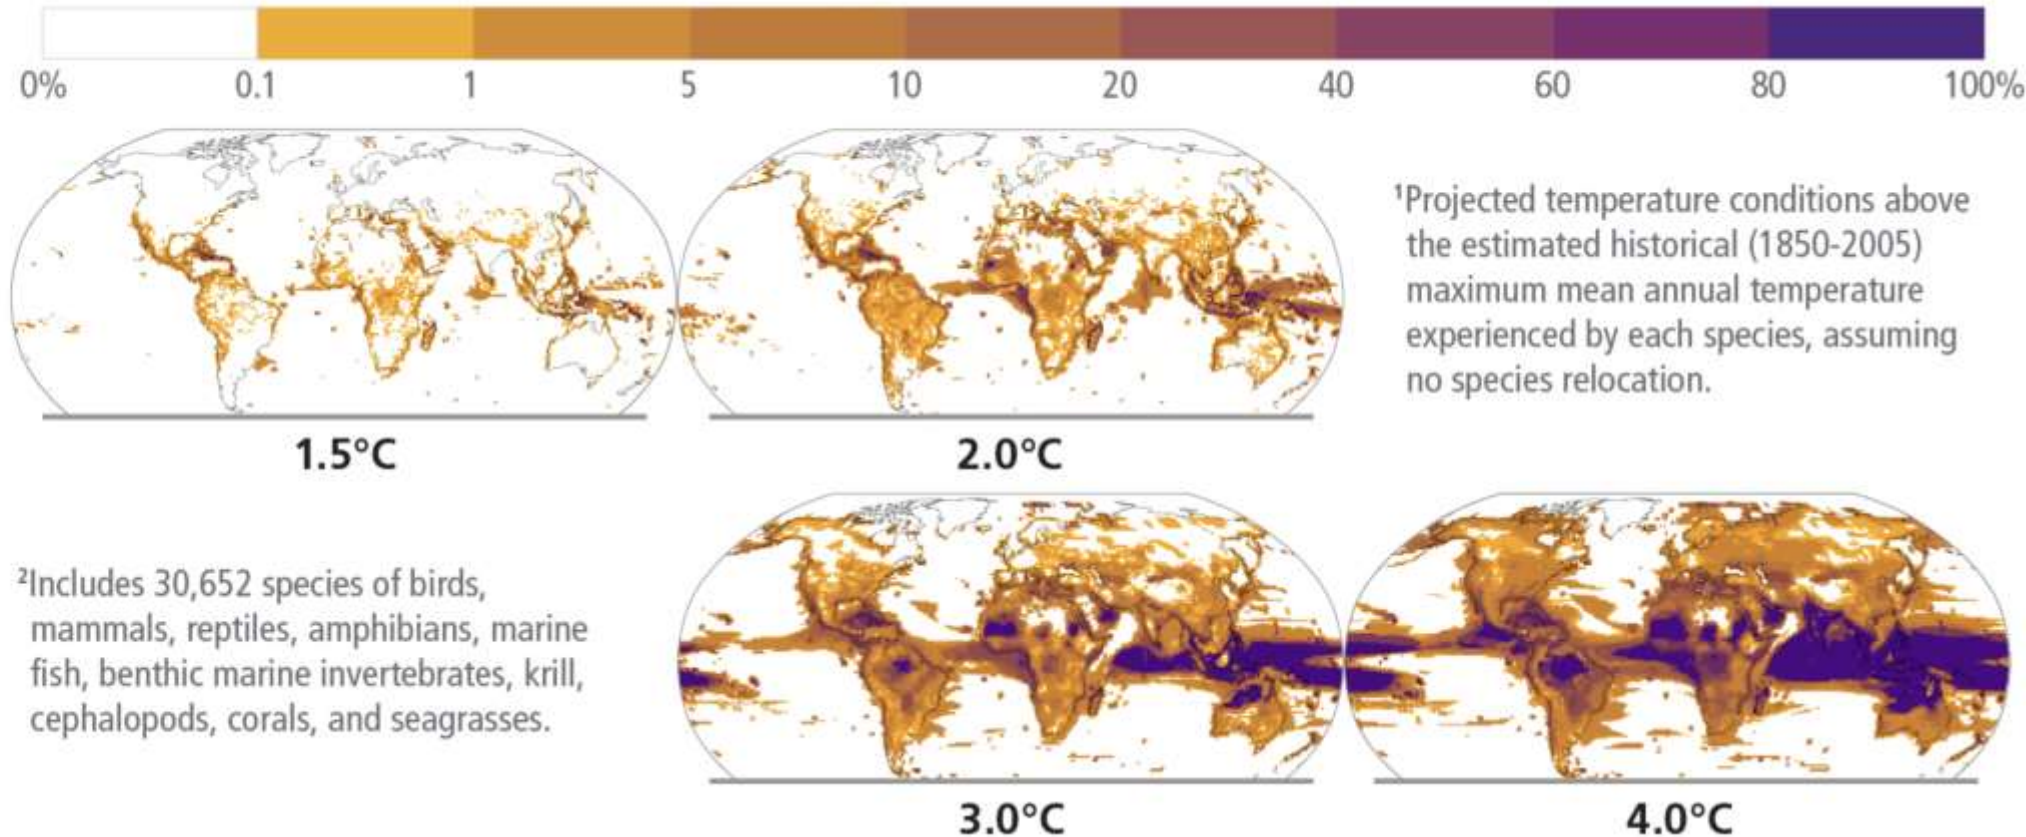 0% 0.1 1 5 10 20 40 60 80 100%
¹Projected temperature conditions above
the estimated historical (1850-2005)
maximum mean annual temperature
experienced by each species, assuming
no species relocation.
1.5°C 2.0°C
²Includes 30,652 species of birds,
mammals, reptiles, amphibians, marine
fish, benthic marine invertebrates, krill,
cephalopods, corals, and seagrasses.
3.0°C 4.0°C